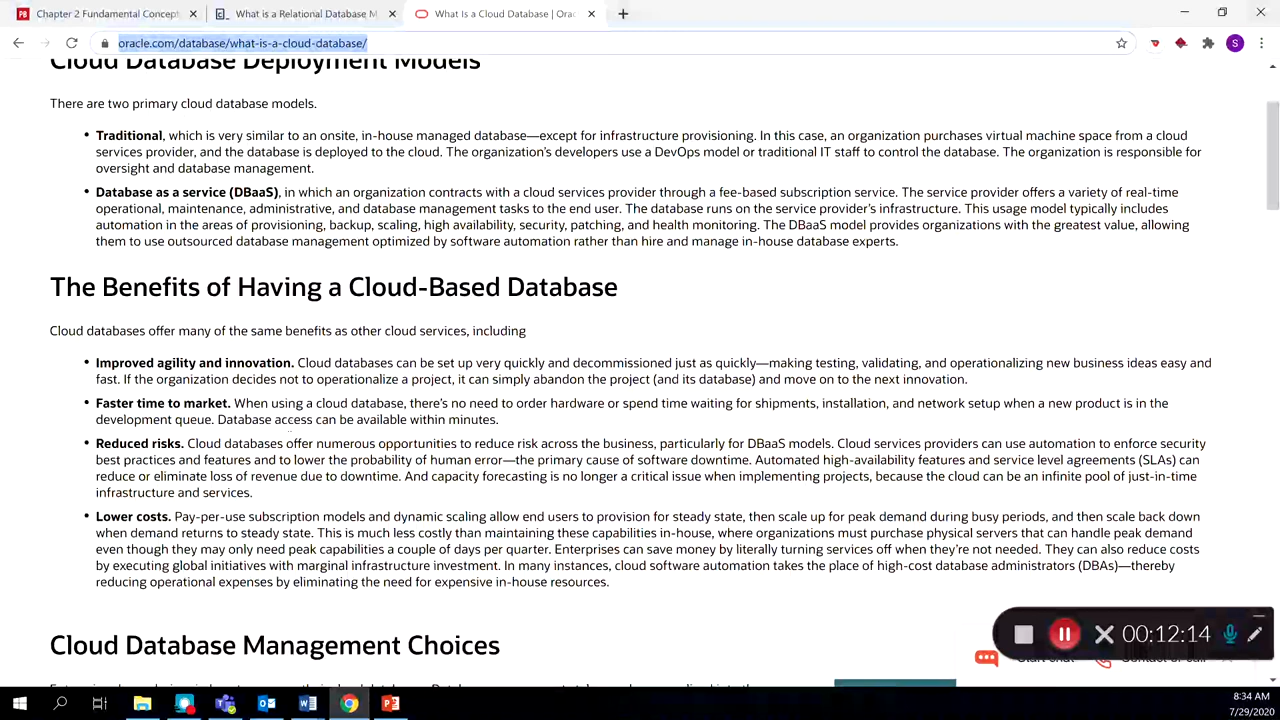 Chapter 2 Fundamental Concept
What is a Relational Database M
What Is a Cloud Database | Orac
oracle.com/database/what-is-a-cloud-database/
S
Cloud Database Deployment Models
There are two primary cloud database models.
• Traditional, which is very similar to an onsite, in-house managed database—except for infrastructure provisioning. In this case, an organization purchases virtual machine space from a cloud
services provider, and the database is deployed to the cloud. The organization's developers use a DevOps model or traditional IT staff to control the database. The organization is responsible for
oversight and database management.
• Database as a service (DBaaS), in which an organization contracts with a cloud services provider through a fee-based subscription service. The service provider offers a variety of real-time
operational, maintenance, administrative, and database management tasks to the end user. The database runs on the service provider's infrastructure. This usage model typically includes
automation in the areas of provisioning, backup, scaling, high availability, security, patching, and health monitoring. The DBaaS model provides organizations with the greatest value, allowing
them to use outsourced database management optimized by software automation rather than hire and manage in-house database experts.
The Benefits of Having a Cloud-Based Database
Cloud databases offer many of the same benefits as other cloud services, including
• Improved agility and innovation. Cloud databases can be set up very quickly and decommissioned just as quickly—making testing, validating, and operationalizing new business ideas easy and
fast. If the organization decides not to operationalize a project, it can simply abandon the project (and its database) and move on to the next innovation.
• Faster time to market. When using a cloud database, there's no need to order hardware or spend time waiting for shipments, installation, and network setup when a new product is in the
development queue. Database access can be available within minutes.
• Reduced risks. Cloud databases offer numerous opportunities to reduce risk across the business, particularly for DBaaS models. Cloud services providers can use automation to enforce security
best practices and features and to lower the probability of human error—the primary cause of software downtime. Automated high-availability features and service level agreements (SLAs) can
reduce or eliminate loss of revenue due to downtime. And capacity forecasting is no longer a critical issue when implementing projects, because the cloud can be an infinite pool of just-in-time
infrastructure and services.
• Lower costs. Pay-per-use subscription models and dynamic scaling allow end users to provision for steady state, then scale up for peak demand during busy periods, and then scale back down
when demand returns to steady state. This is much less costly than maintaining these capabilities in-house, where organizations must purchase physical servers that can handle peak demand
even though they may only need peak capabilities a couple of days per quarter. Enterprises can save money by literally turning services off when they're not needed. They can also reduce costs
by executing global initiatives with marginal infrastructure investment. In many instances, cloud software automation takes the place of high-cost database administrators (DBAs)—thereby
reducing operational expenses by eliminating the need for expensive in-house resources.
00:12:14
Cloud Database Management Choices
8:34 AM
7/29/2020